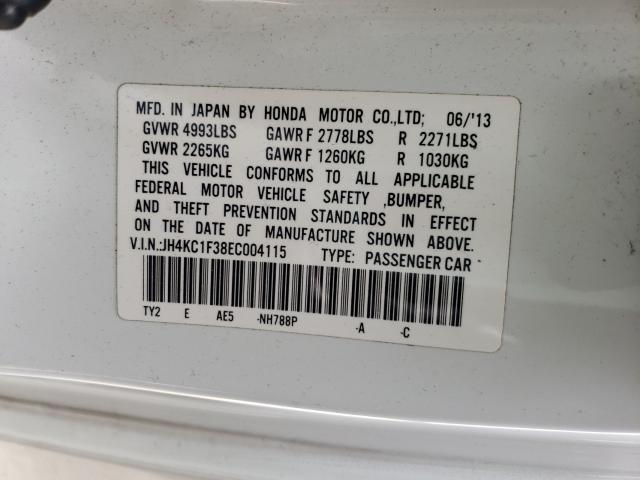 MFD. IN JAPAN BY HONDA MOTOR CO.,LTD; 06/'13
GVWR 4993LBS GAWR F 2778LBS R 2271LBS
GVWR 2265KG GAWR F 1260KG R 1030KG
THIS VEHICLE CONFORMS TO ALL APPLICABLE
FEDERAL MOTOR VEHICLE SAFETY ,BUMPER,
AND THEFT PREVENTION STANDARDS IN EFFECT
ON THE DATE OF MANUFACTURE SHOWN ABOVE.
V.I.N.:JH4KC1F38EC004115 TYPE: PASSENGER CAR
TY2 E AE5 -NH788P -A -C